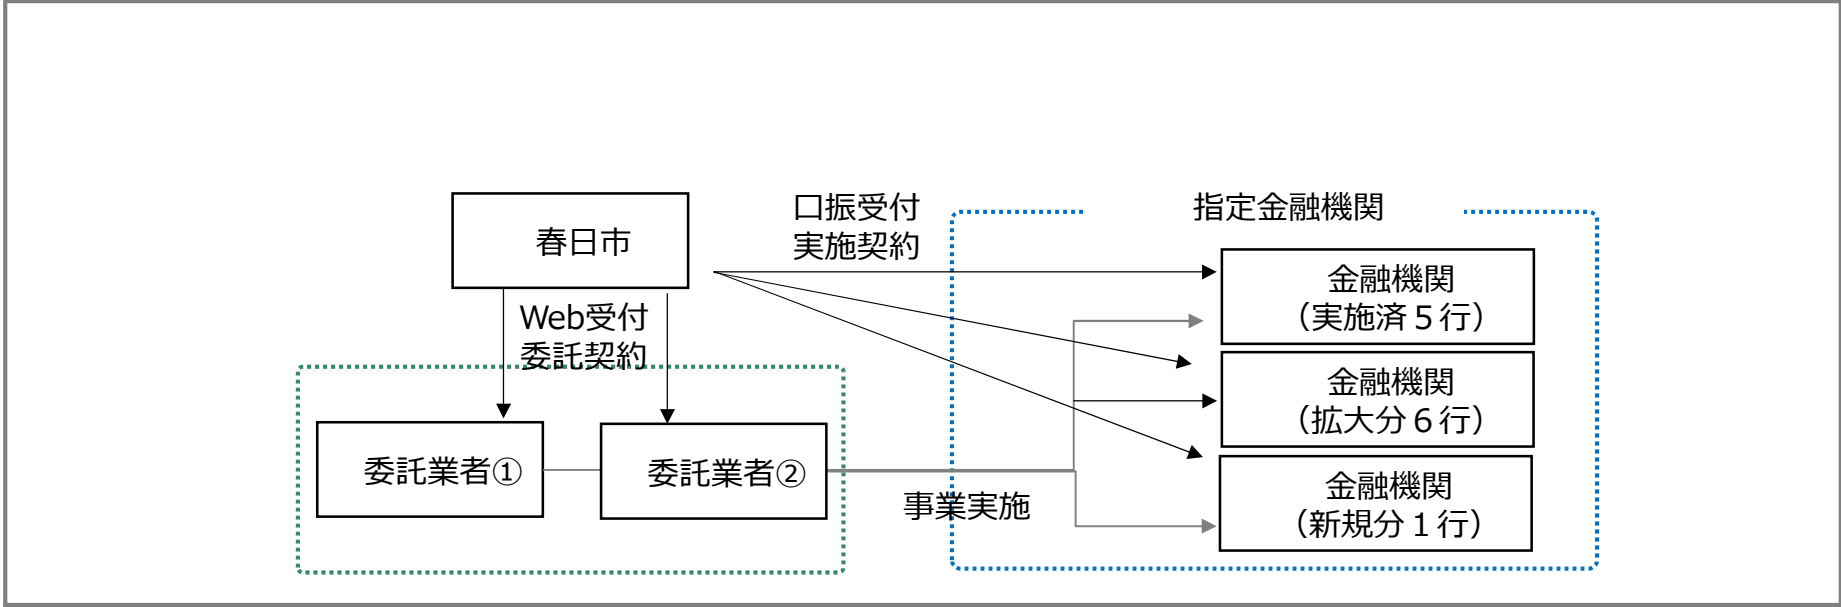 春日市
口振受付
実施契約
指定金融機関
Web受付
委託契約
金融機関
（実施済５行）
金融機関
（拡大分６行）
委託業者①
委託業者②
事業実施
金融機関
（新規分１行）